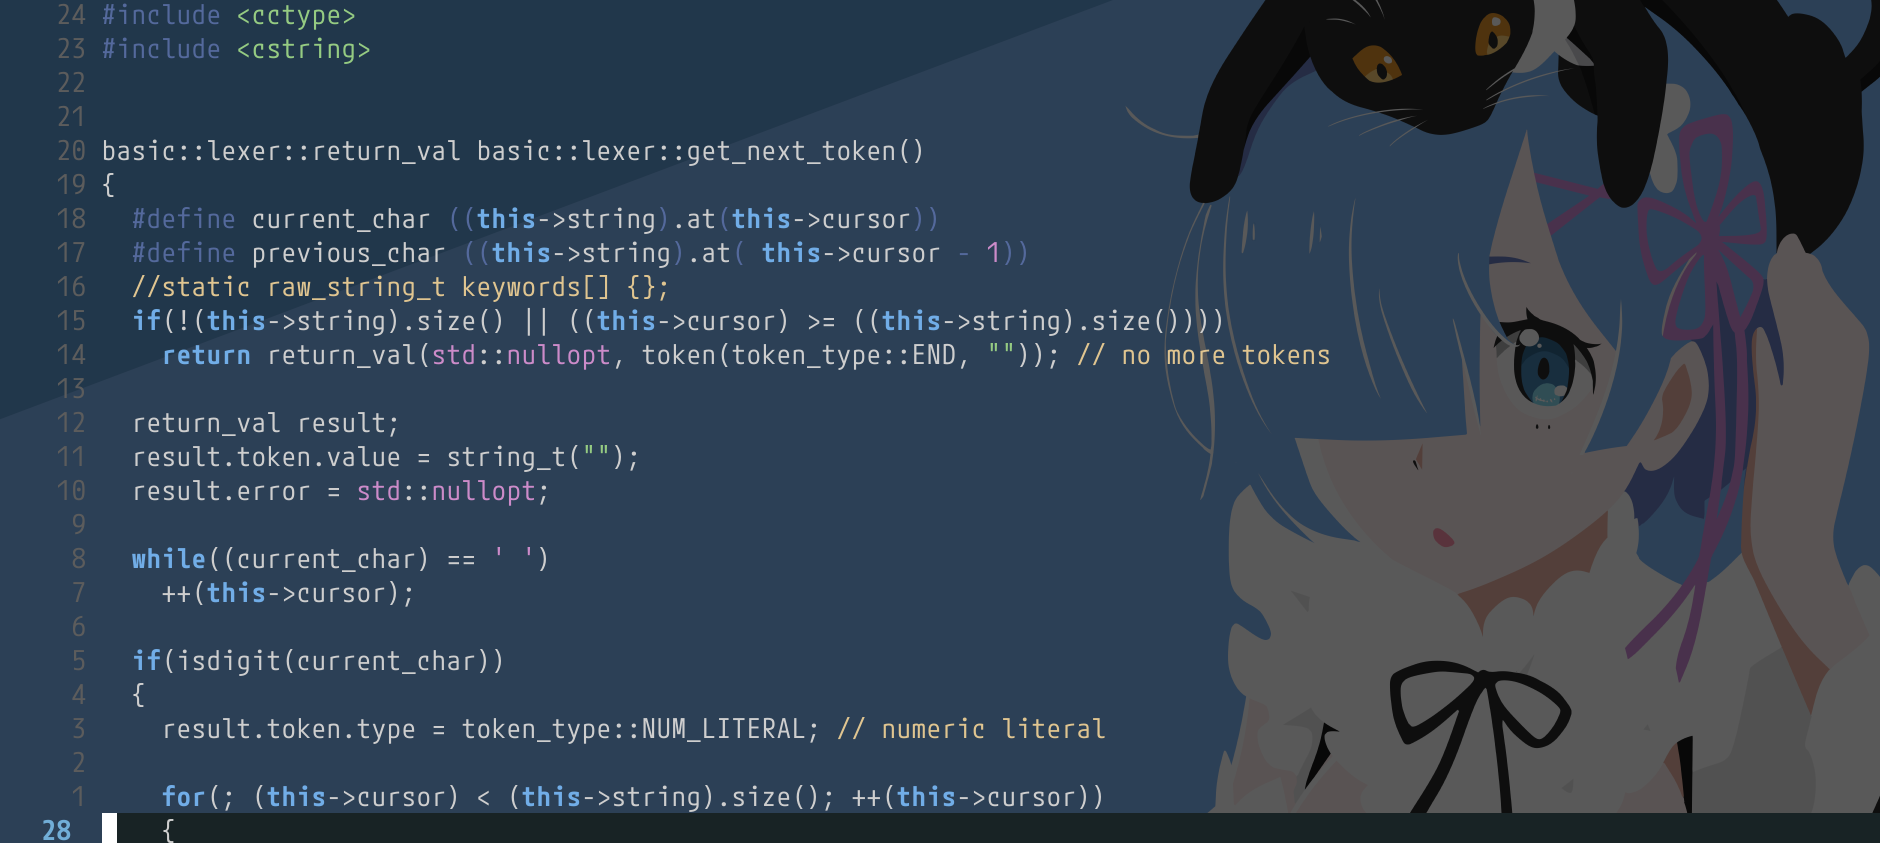 24 #include <cctype>
23 #include <cstring>
22
21
20 basic::lexer::return_val basic::lexer::get_next_token()
19 {
18   #define current_char ((this->string).at(this->cursor))
17   #define previous_char ((this->string).at( this->cursor - 1))
16   //static raw_string_t keywords[] {};
15   if(!(this->string).size() || ((this->cursor) >= ((this->string).size())))
14     return return_val(std::nullopt, token(token_type::END, "")); // no more tokens
13
12   return_val result;
11   result.token.value = string_t("");
10   result.error = std::nullopt;
9
8   while((current_char) == ' ')
7     ++(this->cursor);
6
5   if(isdigit(current_char))
4   {
3     result.token.type = token_type::NUM_LITERAL; // numeric literal
2
1     for(; (this->cursor) < (this->string).size(); ++(this->cursor))
28     {